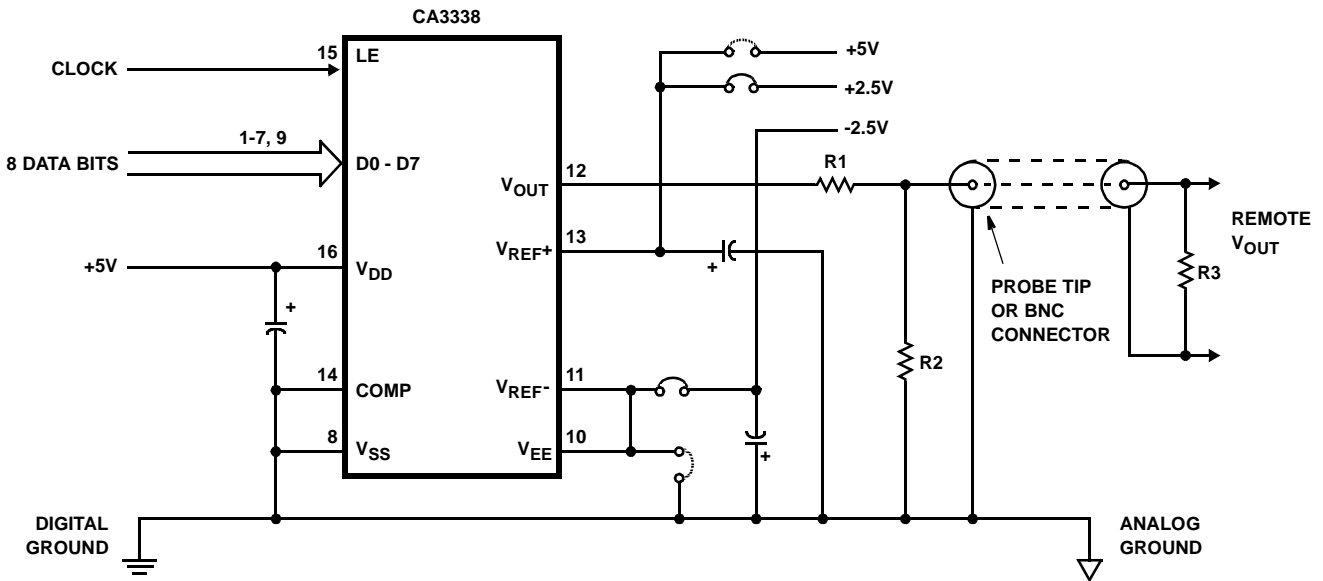 CA3338
CLOCK
15
LE
8 DATA BITS
1-7, 9
D0 - D7
+5V
16
VDD
14
COMP
8
VSS
VOUT
12
VREF+
13
VREF-
11
VEE
10
+5V
+2.5V
-2.5V
R1
+
+
+
R2
PROBE TIP
OR BNC
CONNECTOR
REMOTE
VOUT
R3
DIGITAL
GROUND
ANALOG
GROUND